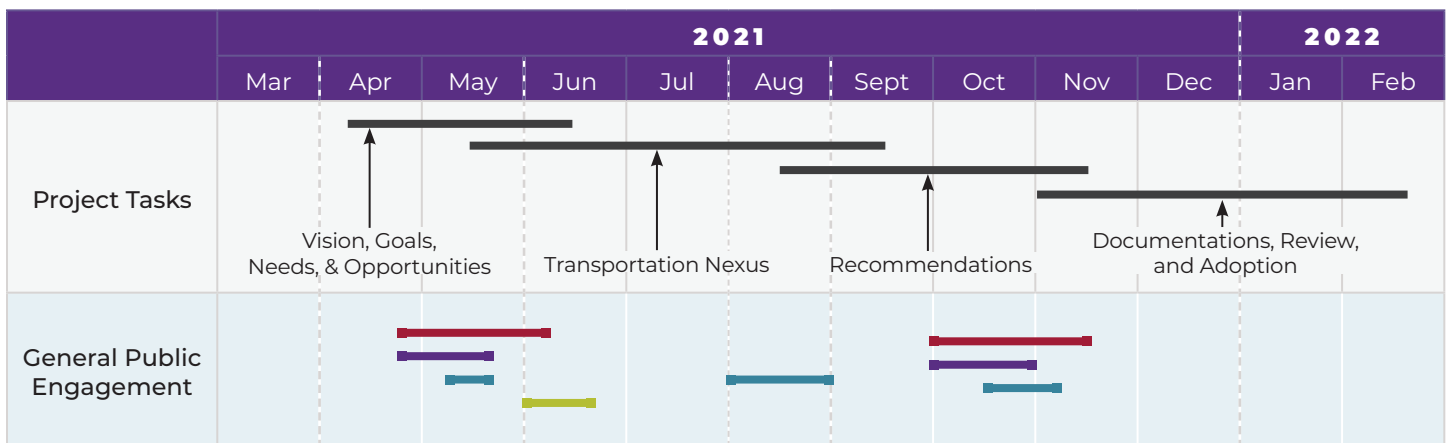 2021 2022
Mar Apr May Jun Jul Aug Sept Oct Nov Dec Jan Feb
Project Tasks
Vision, Goals,
Needs, & Opportunities
Transportation Nexus
Recommendations
Documentations, Review,
and Adoption
General Public
Engagement